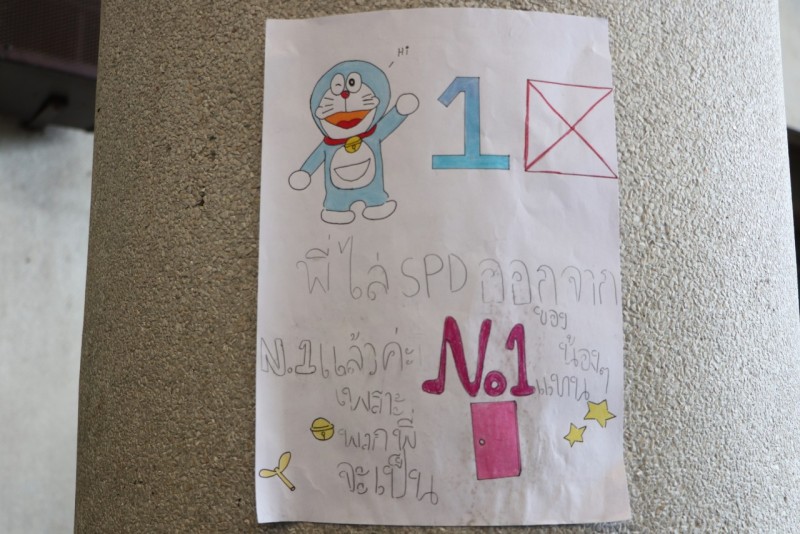 Hi
1
พี่ไล่ SPD ออกจาก
N.1 แล้วค่ะ
เพราะ
พวกพี่
จะเป็น
No1
ของ
น้องๆ
แทน